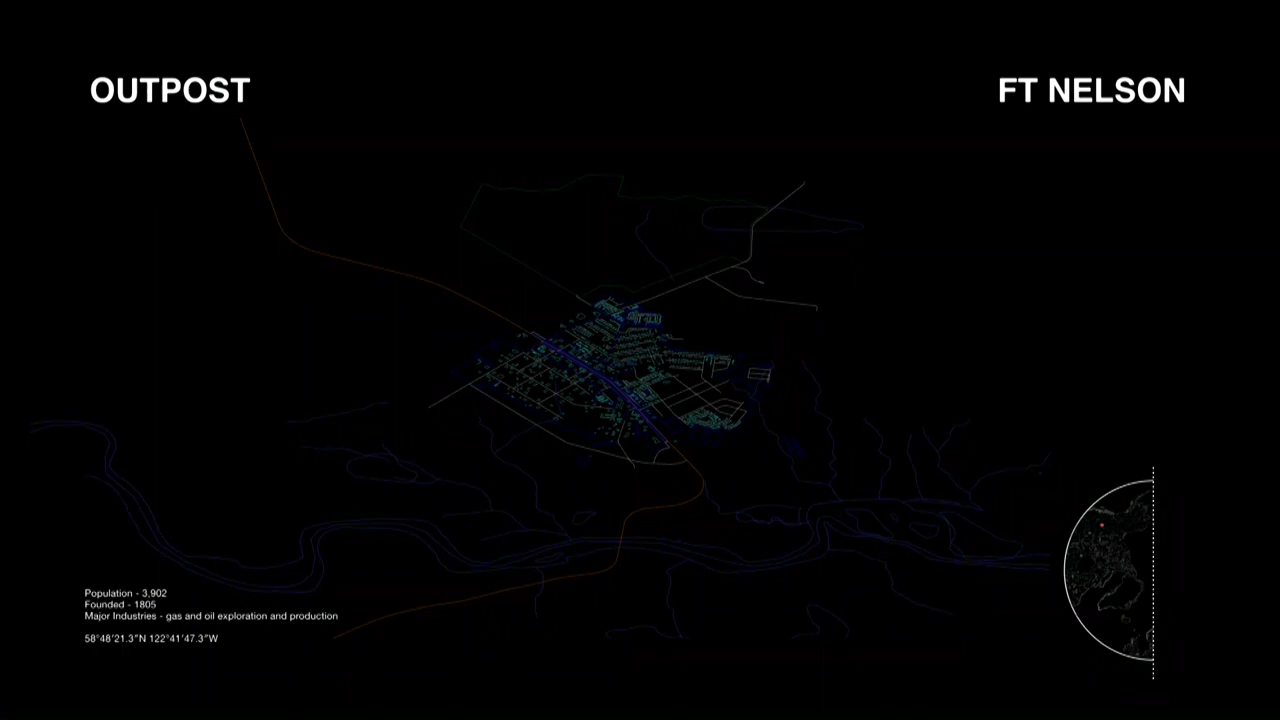 OUTPOST
FT NELSON
Population - 3,902
Founded - 1805
Major Industries - gas and oil exploration and production
58°48′21.3″N 122°41′47.3″W